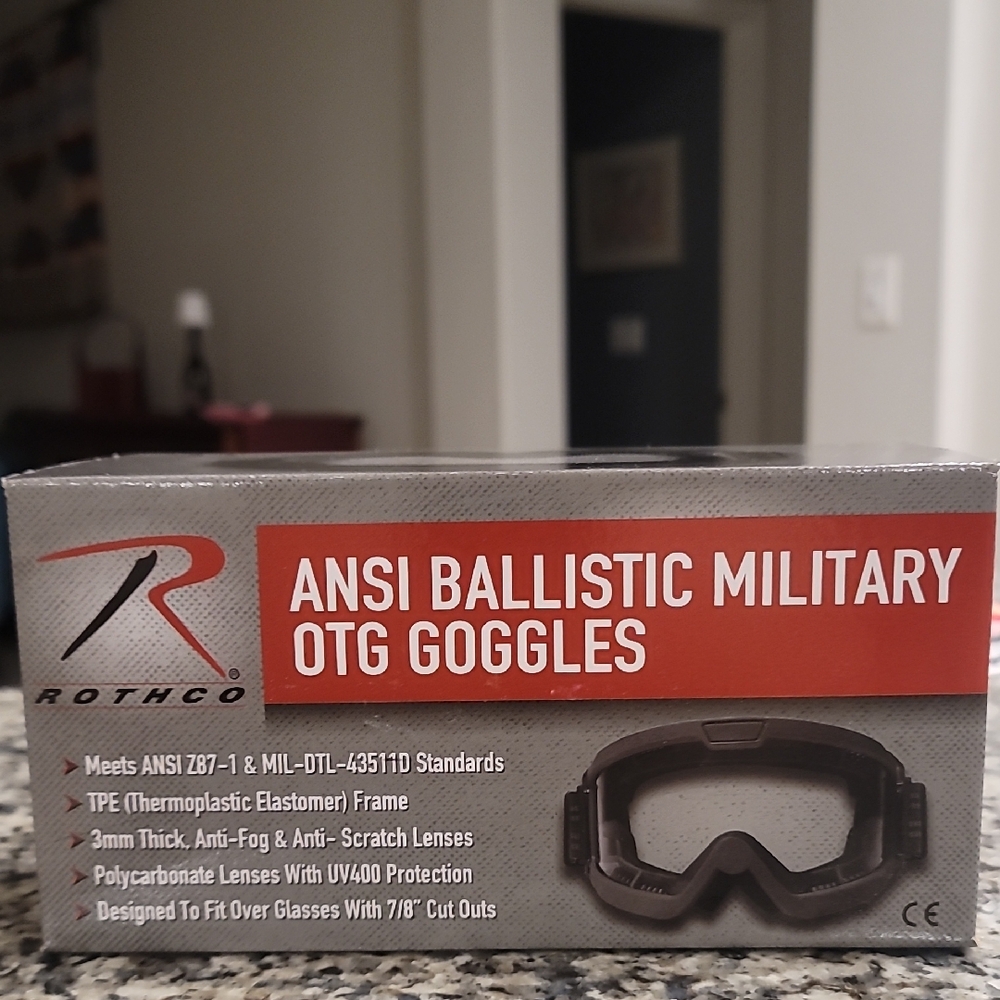 R®
ROTHCO
ANSI BALLISTIC MILITARY
OTG GOGGLES
Meets ANSI Z87-1 & MIL-DTL-43511D Standards
TPE (Thermoplastic Elastomer) Frame
3mm Thick, Anti-Fog & Anti- Scratch Lenses
Polycarbonate Lenses With UV400 Protection
Designed To Fit Over Glasses With 7/8" Cut Outs
CE